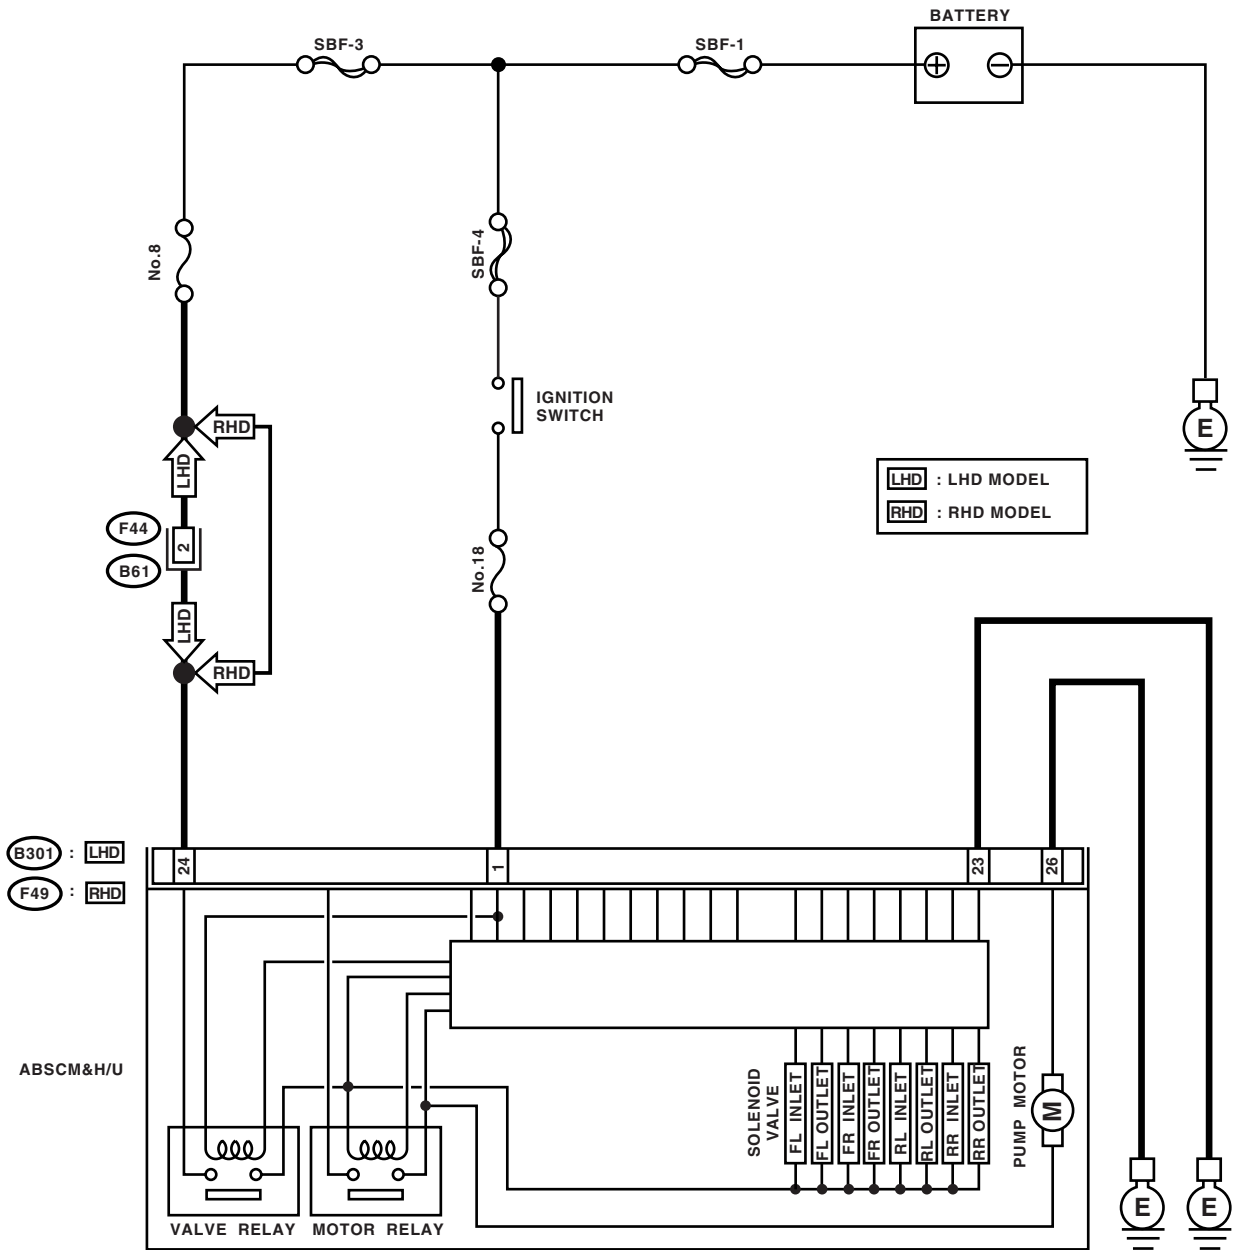 BATTERY
SBF-3
SBF-1
No.8
SBF-4
IGNITION
SWITCH
RHD
LHD
LHD : LHD MODEL
RHD : RHD MODEL
F44
2
B61
No.18
LHD
RHD
B301 : LHD
F49 : RHD
24
1
23
26
E
ABSCM&H/U
SOLENOID
VALVE
FL INLET
FL OUTLET
FR INLET
FR OUTLET
RL INLET
RL OUTLET
RR INLET
RR OUTLET
PUMP MOTOR
M
VALVE RELAY
MOTOR RELAY
E
E